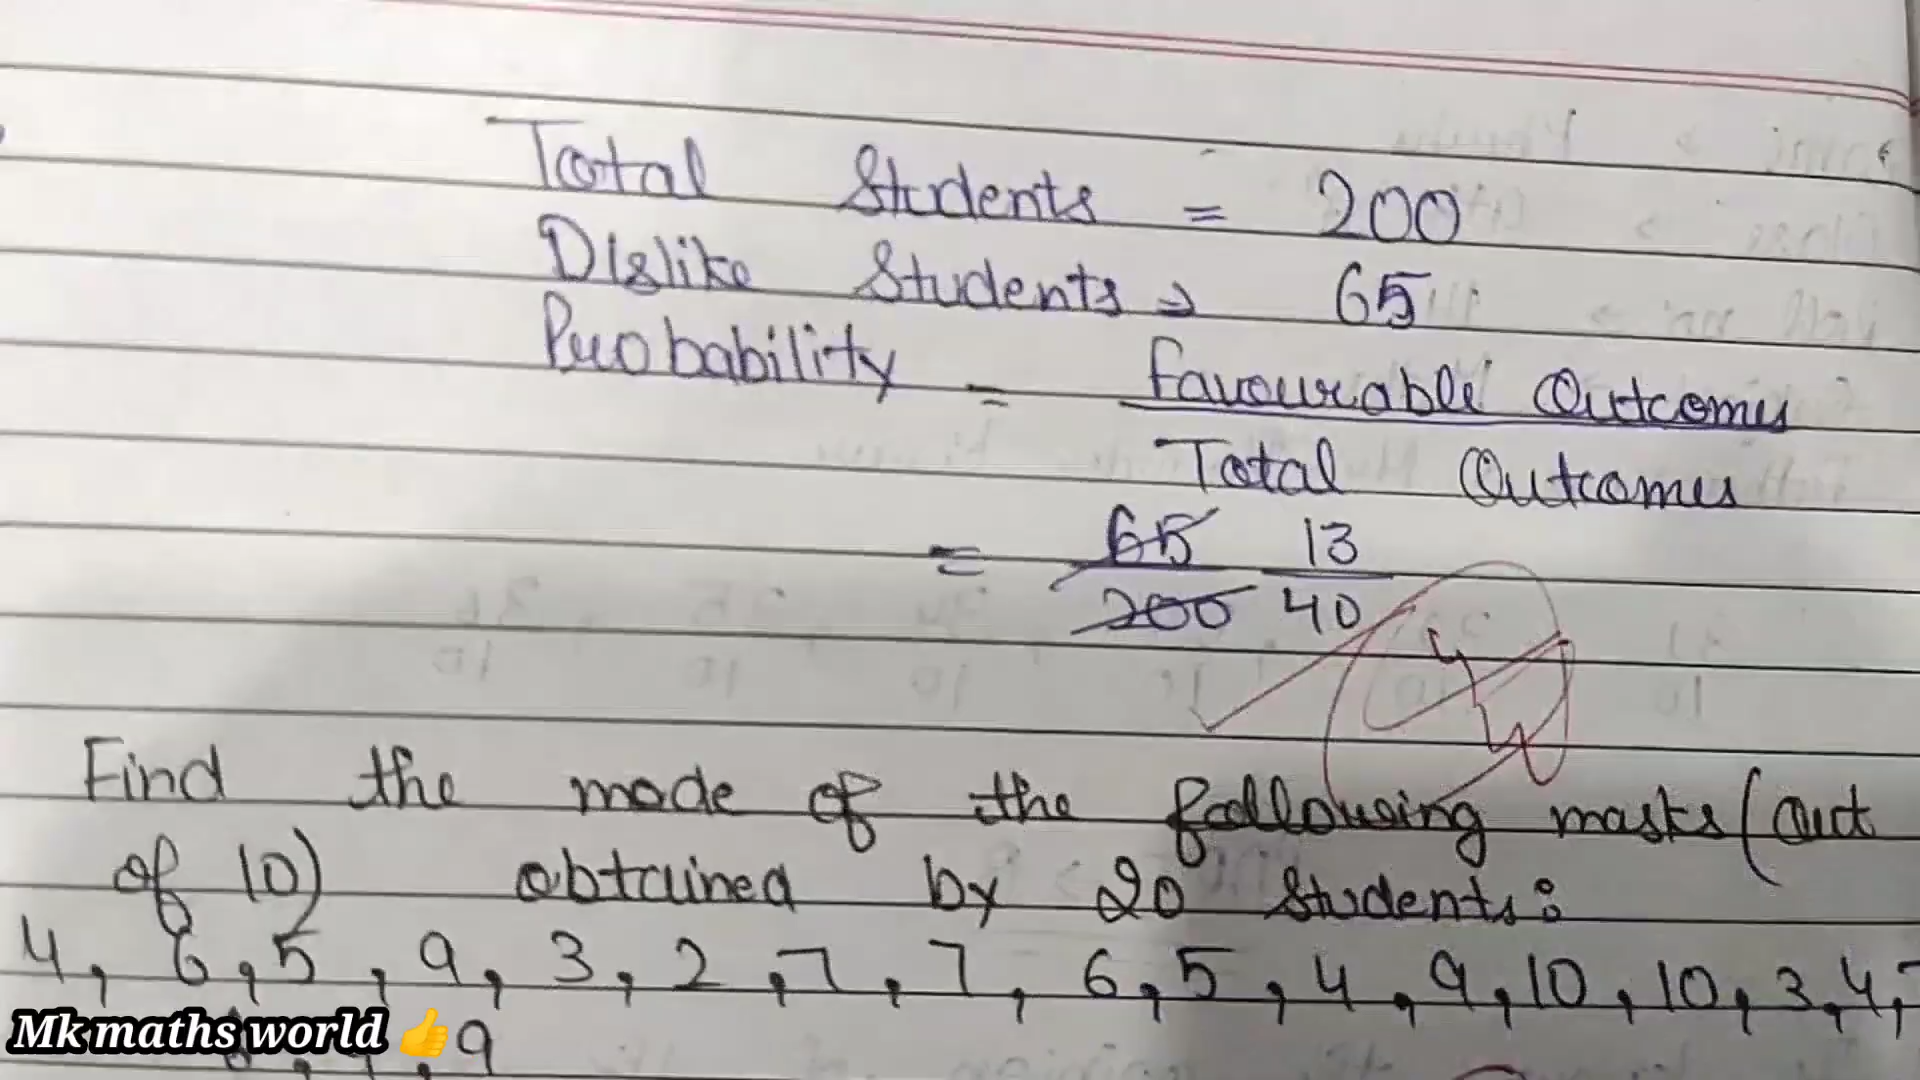 Total Students = 200
Dislike Students ⇒ 65
Probability = Favourable Outcomes
Total Outcomes
= 65 13
200 40
Find the mode of the following marks (out
of 10) obtained by 20 students:
4, 6, 5, 9, 3, 2, 7, 7, 6, 5, 4, 9, 10, 10, 3, 4,
9
Mk maths world 👍